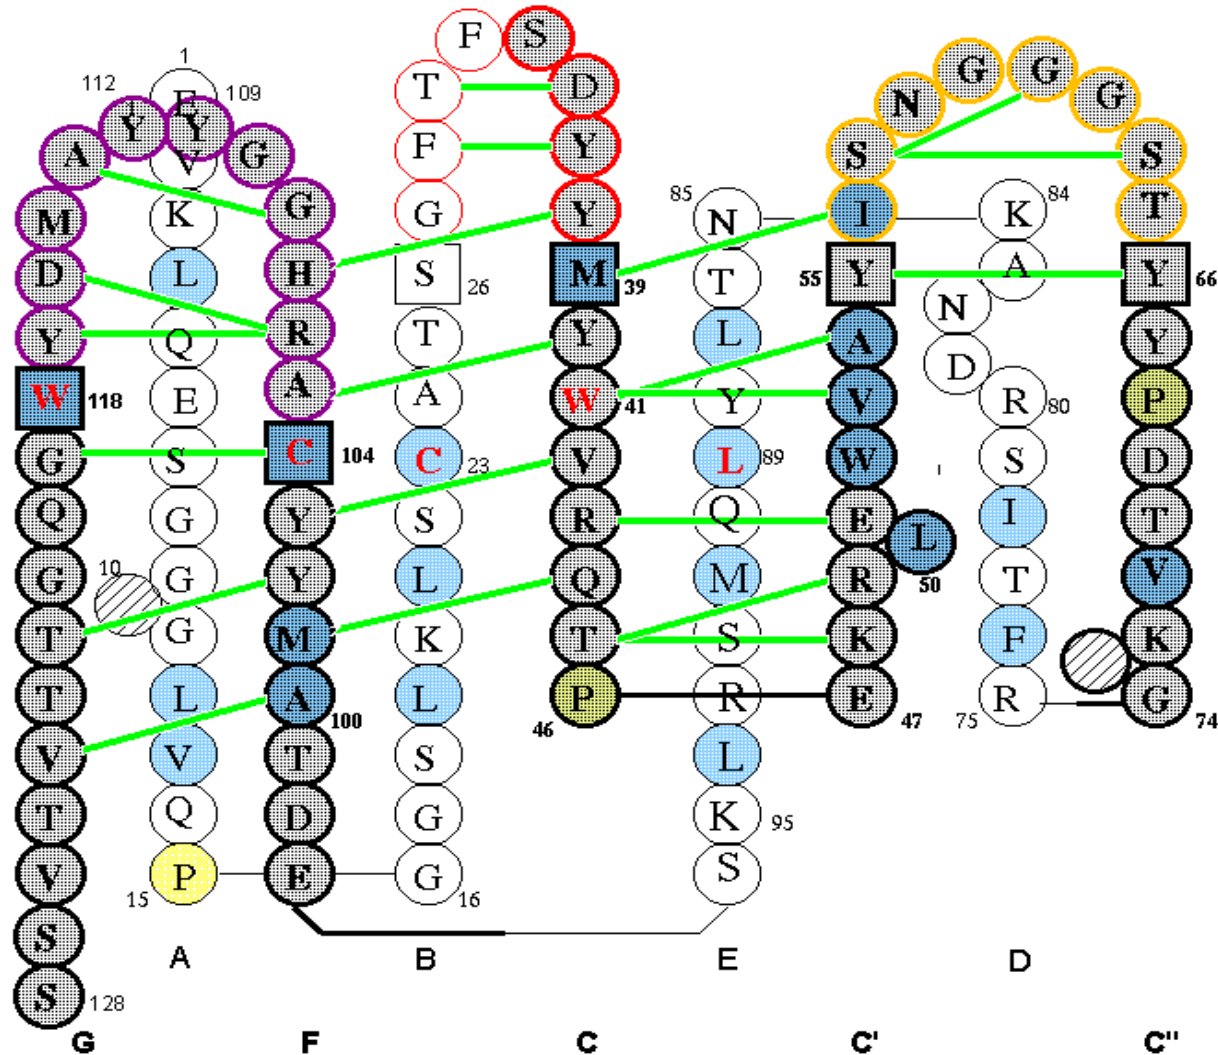 F S
1
G G
112 E 109 T D N G
Y Y
A V G F Y S S
85 84
M K G G Y N I K T
D L H S 26 M 39 T 55 Y A Y 66
N
Y Q R T Y L A Y
D
W 118 E A A W 41 Y V R 80 P
G S C 104 C 23 V L 89 W S D
Q G Y S R Q E I T
L
10 G G Y L Q M R 50 T V
T G M K T S K F K
T L A 100 L 46 P R E 47 75 R G 74
V V T S L
T Q D G K 95
V 15 P E G 16 S
S
A B E D
S 128
G F C C' C"